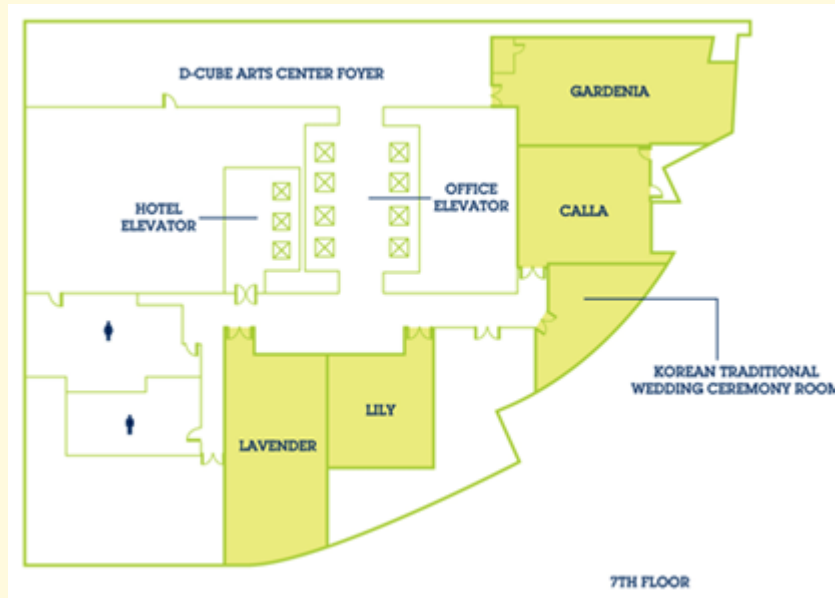 D-CUBE ARTS CENTER FOYER
GARDENIA
HOTEL
ELEVATOR
OFFICE
ELEVATOR
CALLA
KOREAN TRADITIONAL
WEDDING CEREMONY ROOM
LILY
LAVENDER
7TH FLOOR